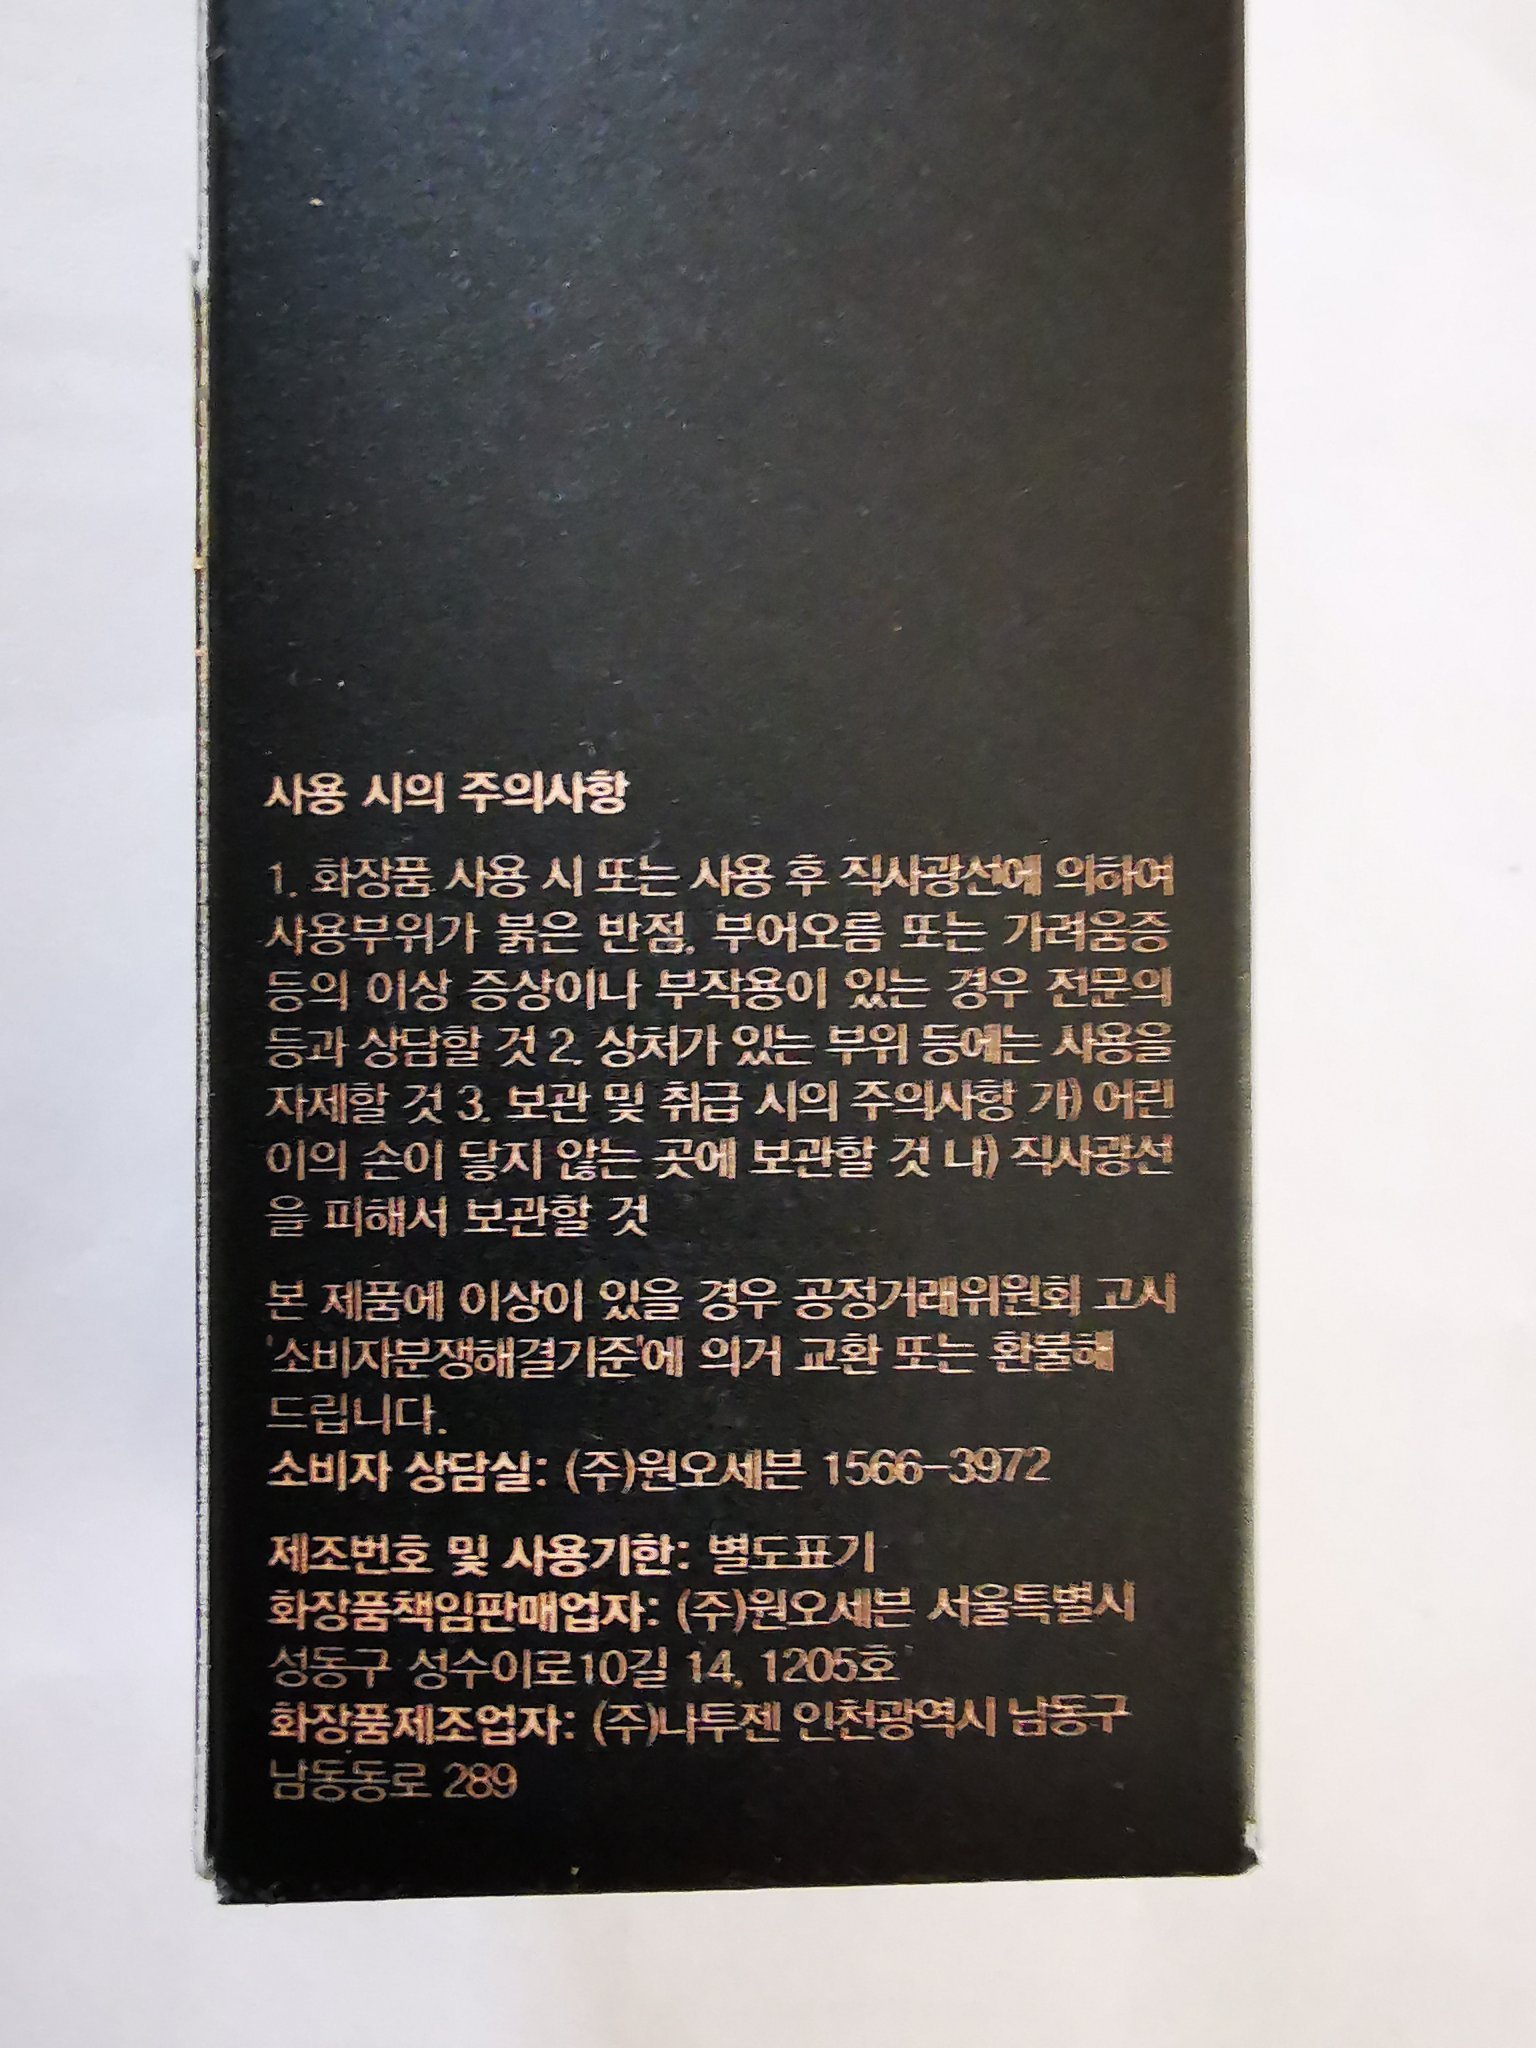 사용 시의 주의사항
1. 화장품 사용 시 또는 사용 후 직사광선에 의하여
사용부위가 붉은 반점, 부어오름 또는 가려움증
등의 이상 증상이나 부작용이 있는 경우 전문의
등과 상담할 것 2. 상처가 있는 부위 등에는 사용을
자제할 것 3. 보관 및 취급 시의 주의사항 가) 어린
이의 손이 닿지 않는 곳에 보관할 것 나) 직사광선
을 피해서 보관할 것
본 제품에 이상이 있을 경우 공정거래위원회 고시
'소비자분쟁해결기준'에 의거 교환 또는 환불해
드립니다.
소비자 상담실: (주)원오세븐 1566-3972
제조번호 및 사용기한: 별도표기
화장품책임판매업자: (주)원오세븐 서울특별시
성동구 성수이로10길 14, 1205호
화장품제조업자: (주)나투젠 인천광역시 남동구
남동동로 289